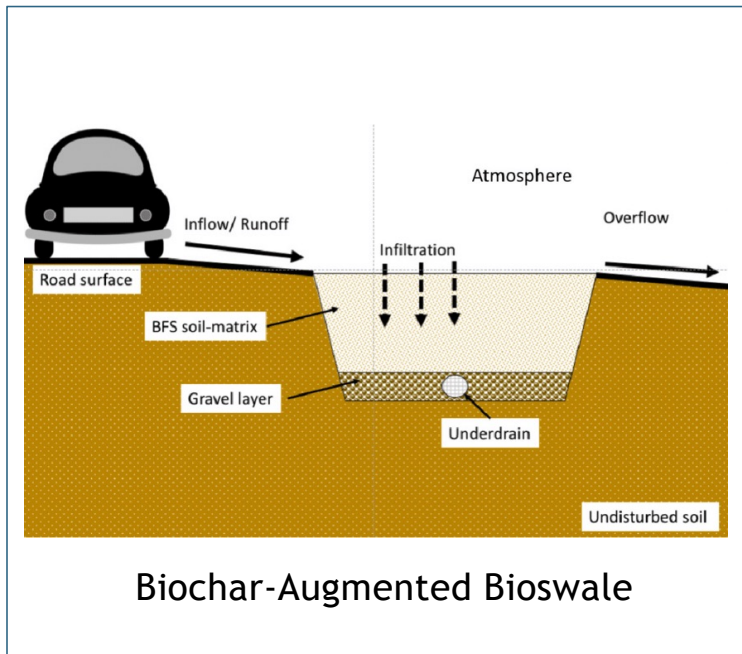 Atmosphere
Overflow
Inflow/ Runoff
Infiltration
Road surface
BFS soil-matrix
Gravel layer
Underdrain
Undisturbed soil
Biochar-Augmented Bioswale